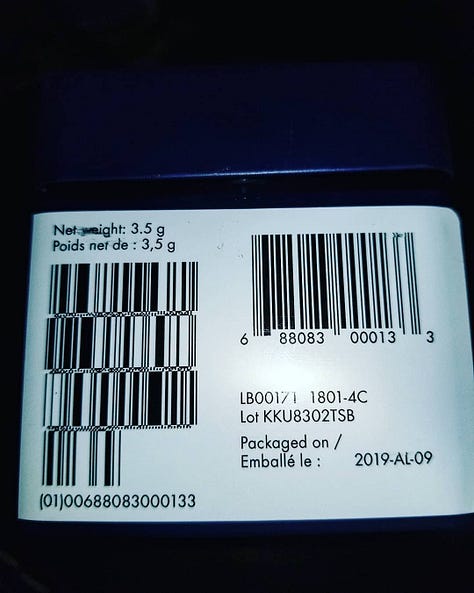 Net weight: 3.5 g
Poids net de : 3,5 g
(01)00688083000133
6 88083 00013 3
LB00171 1801-4C
Lot KKU8302TSB
Packaged on /
Emballé le : 2019-AL-09